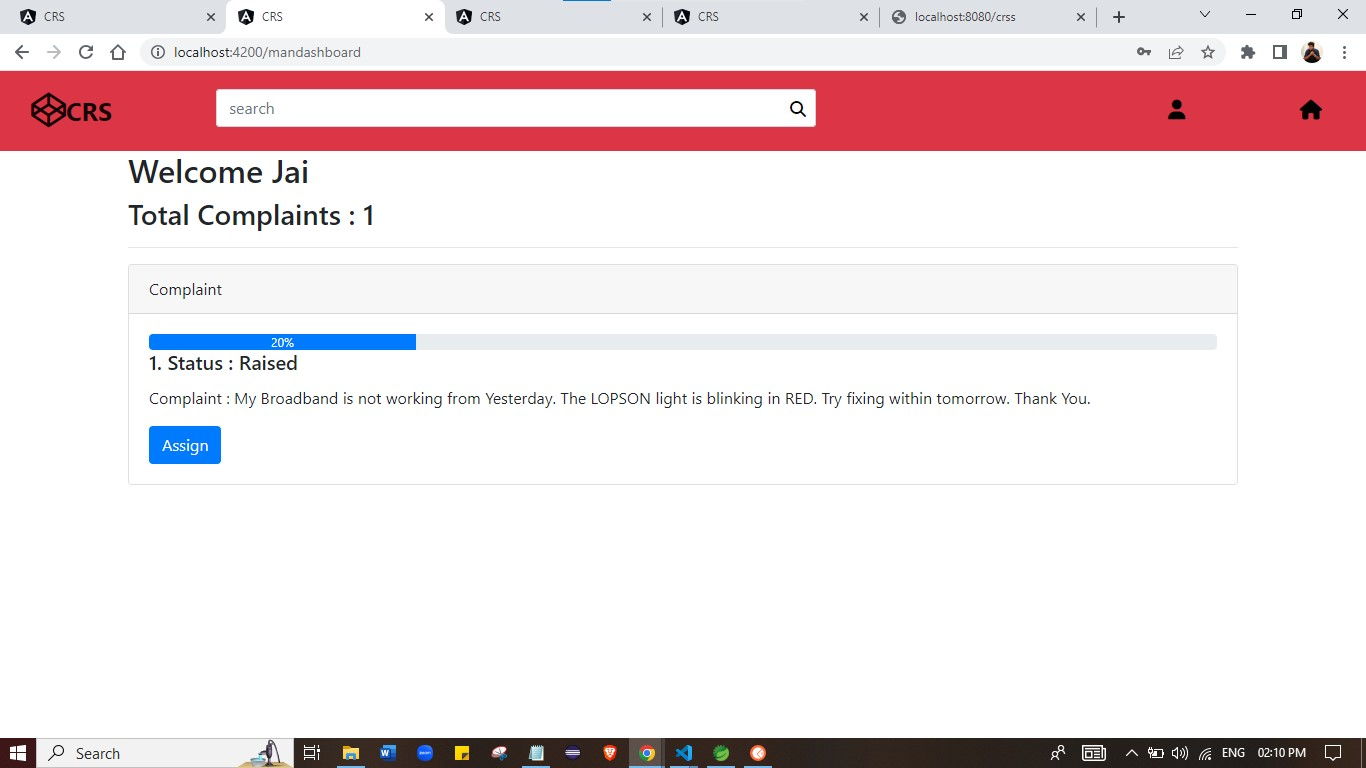 CRS
CRS
CRS
CRS
localhost:8080/crss
localhost:4200/mandashboard
CRS
search
Welcome Jai
Total Complaints : 1
Complaint
20%
1. Status : Raised
Complaint : My Broadband is not working from Yesterday. The LOPSON light is blinking in RED. Try fixing within tomorrow. Thank You.
Assign
Search
ENG
02:10 PM